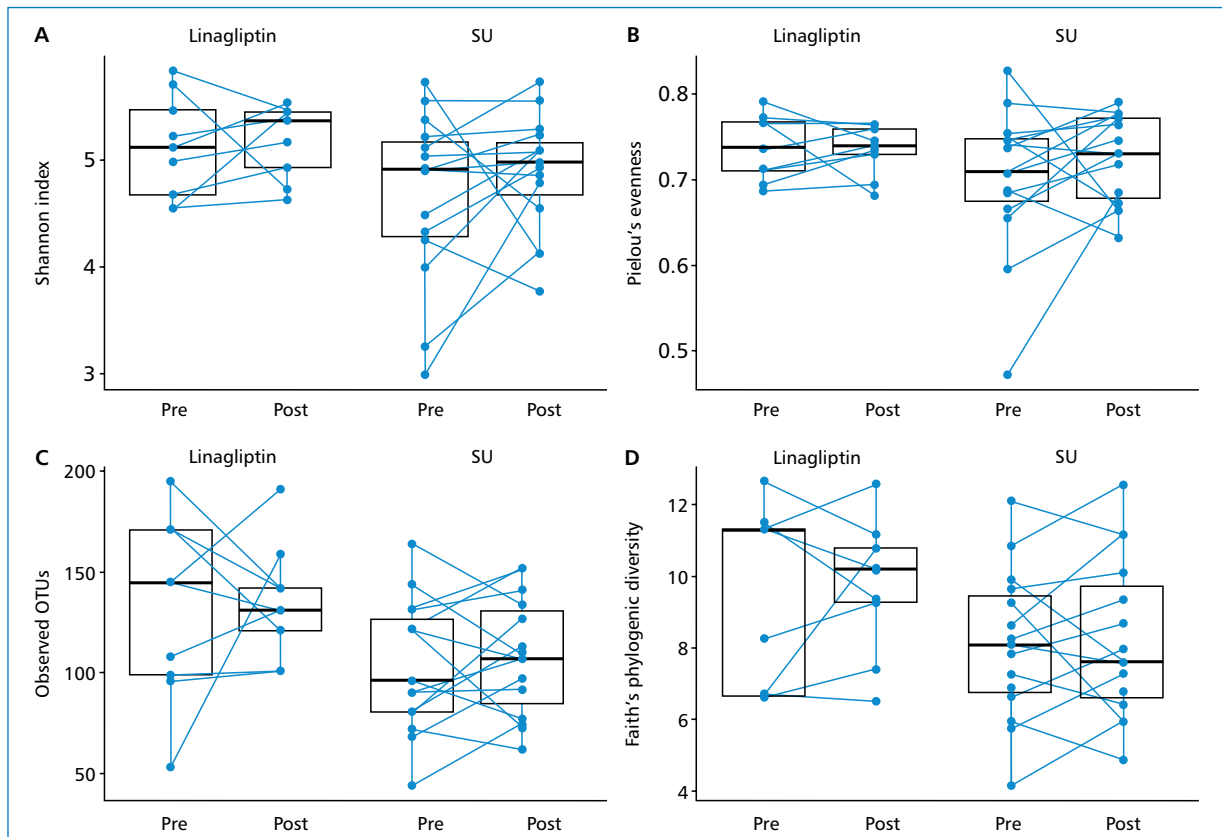 A
Linagliptin
SU
Shannon index
5
4
3
Pre
Post
Pre
Post
B
Linagliptin
SU
Pielou's evenness
0.8
0.7
0.6
0.5
Pre
Post
Pre
Post
C
Linagliptin
SU
Observed OTUs
200
150
100
50
Pre
Post
Pre
Post
D
Linagliptin
SU
Faith's phylogenic diversity
12
10
8
6
4
Pre
Post
Pre
Post